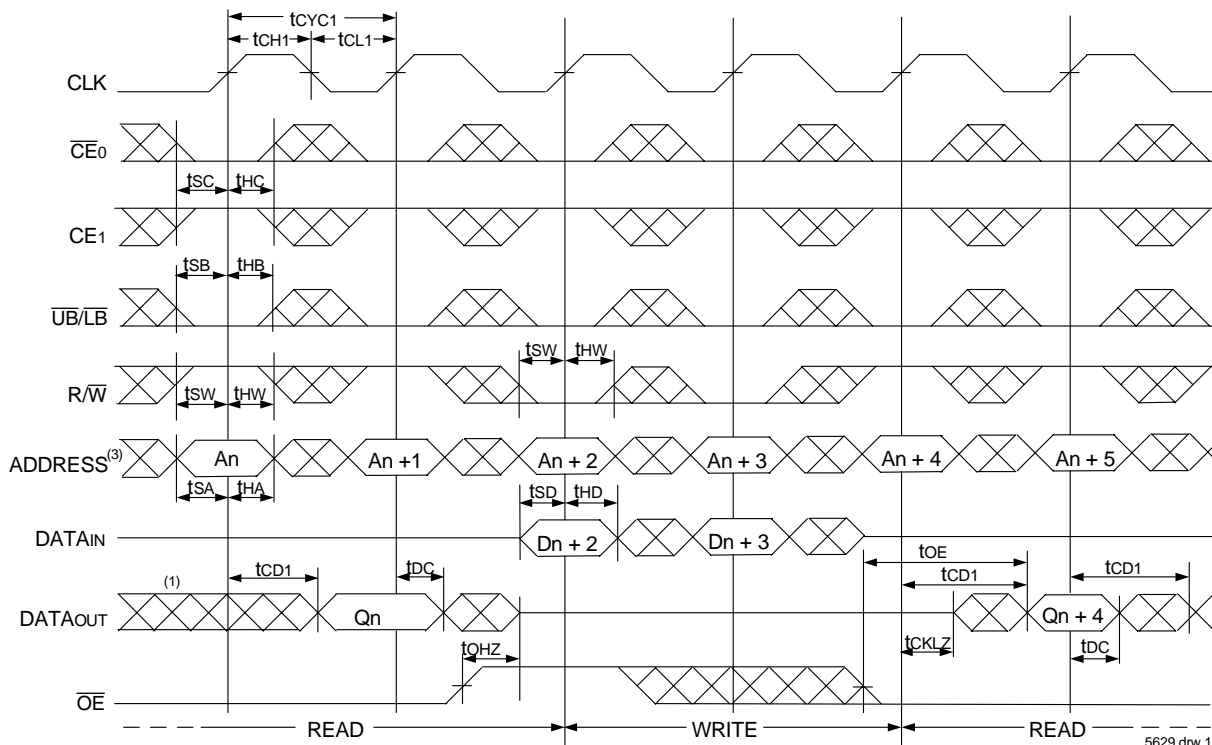 tCYC1
tCH1 tCL1
CLK
CE0
tSC tHC
CE1
tSB tHB
UB/LB
tSW tHW
R/W
tSW tHW
ADDRESS(3) An An +1 An + 2 An + 3 An + 4 An + 5
tSA tHA tSD tHD
DATAIN Dn + 2 Dn + 3
tOE
(1) tCD1 tDC tCD1 tCD1
DATAOUT Qn Qn + 4
tOHZ tCKLZ tDC
OE
READ WRITE READ
5629 drw 1